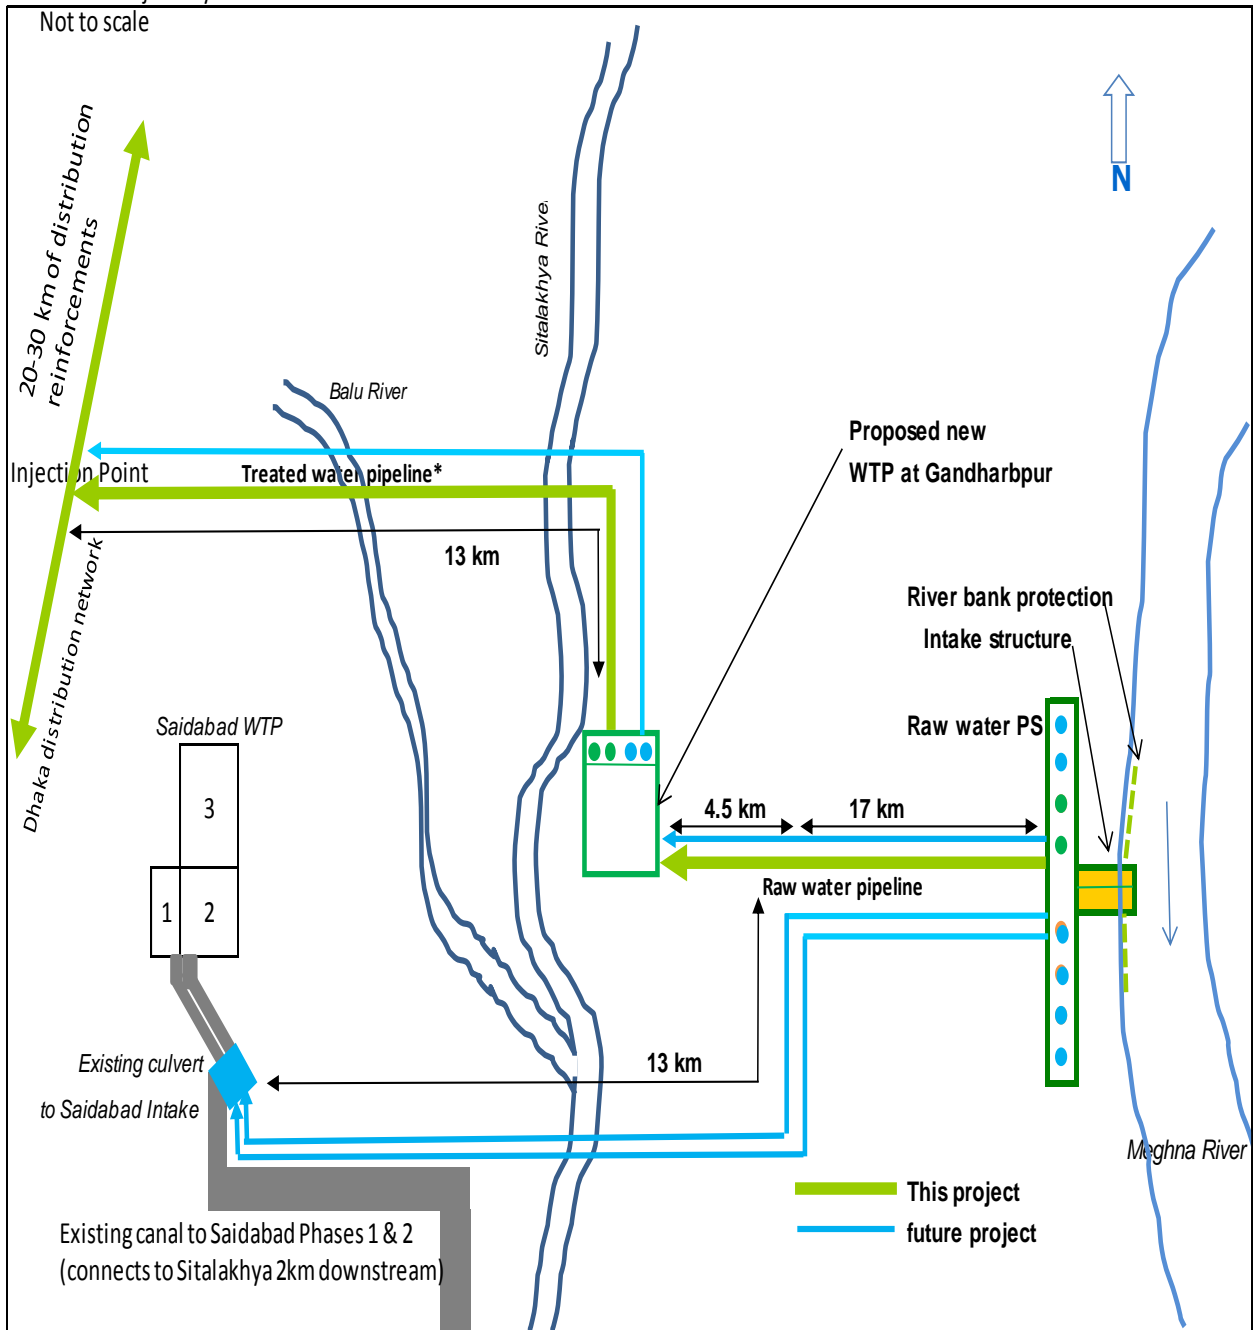 Not to scale
N
20-30 km of distribution
reinforcements
Sitalakhya Rive
Balu River
Proposed new
WTP at Gandharbpur
Injection Point
Treated water pipeline*
13 km
River bank protection
Intake structure
Dhaka distribution network
Saidabad WTP
Raw water PS
3
4.5 km
17 km
Raw water pipeline
1
2
Existing culvert
to Saidabad Intake
13 km
Meghna River
This project
future project
Existing canal to Saidabad Phases 1 & 2
(connects to Sitalakhya 2km downstream)